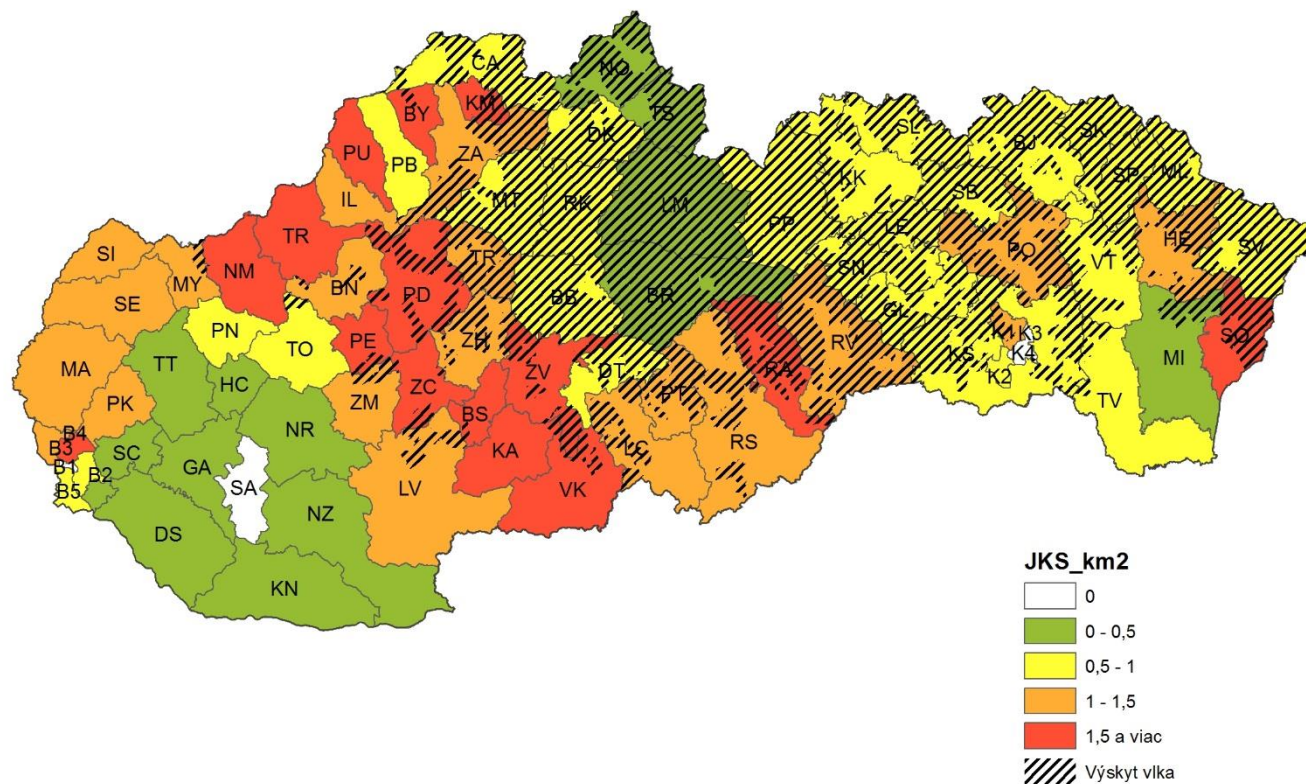 CA
NO
TS
BY
KM
PU
PB
ZA
DK
IL
MT
RK
LM
KK
SL
BJ
SK
SP
ML
SB
PP
LE
PO
HE
SV
SI
MY
NM
TR
BN
PD
TR
BB
BR
SN
GL
VT
SE
PN
TO
PE
ZH
ZV
DT
RA
RV
KS
K1
K3
K4
K2
MI
SO
MA
TT
HC
ZM
ZC
BS
PT
TV
PK
NR
KA
LC
RS
B4
B3
B1
B2
B5
SC
GA
SA
LV
VK
DS
NZ
KN
JKS_km2
0
0 - 0,5
0,5 - 1
1 - 1,5
1,5 a viac
Výskyt vlka